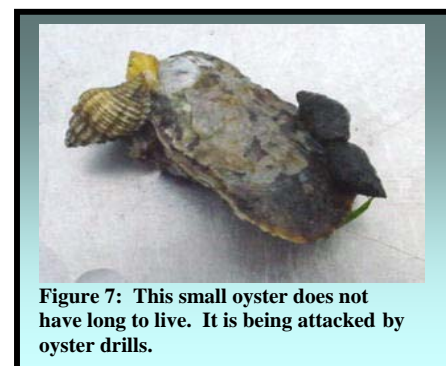 Figure 7:  This small oyster does not
have long to live.  It is being attacked by
oyster drills.